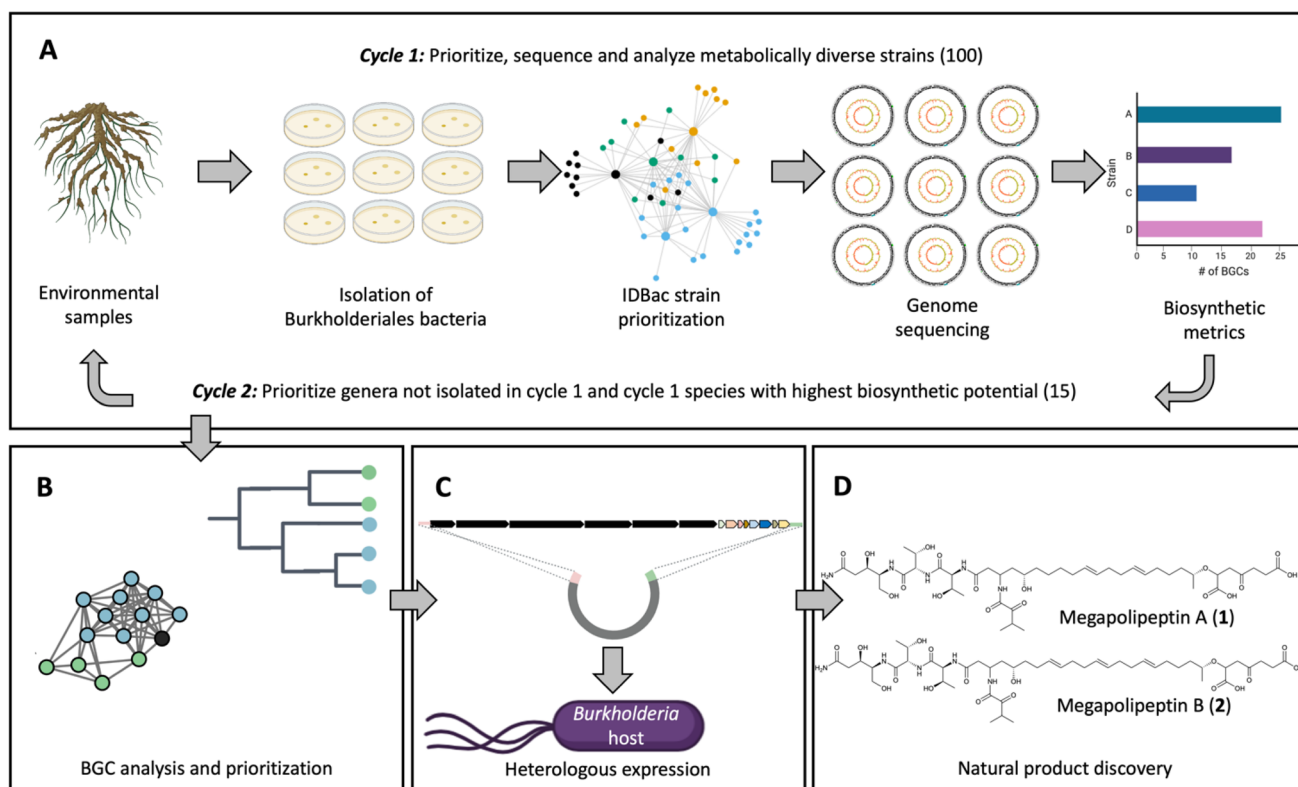 A
Cycle 1: Prioritize, sequence and analyze metabolically diverse strains (100)
Environmental
samples
Isolation of
Burkholderiales bacteria
IDBac strain
prioritization
Genome
sequencing
Strain
A
B
C
D
0 5 10 15 20 25
# of BGCs
Biosynthetic
metrics
Cycle 2: Prioritize genera not isolated in cycle 1 and cycle 1 species with highest biosynthetic potential (15)
B
BGC analysis and prioritization
C
Burkholderia
host
Heterologous expression
D
Megapolipeptin A (1)
Megapolipeptin B (2)
Natural product discovery